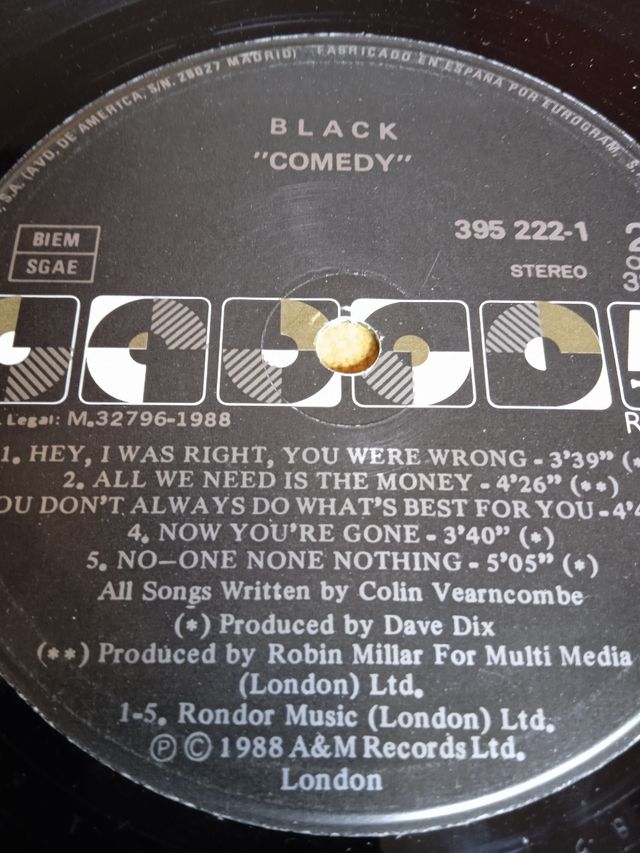 S.A. (AVD. DE AMERICA, S/N. 28027 MADRID) FABRICADO EN ESPAÑA POR EUROGRAM, S.
BLACK
"COMEDY"
BIEM
SGAE
395 222-1
STEREO
Legal: M.32796-1988
1. HEY, I WAS RIGHT, YOU WERE WRONG - 3'39" (*
2. ALL WE NEED IS THE MONEY - 4'26" (**)
OU DON'T ALWAYS DO WHAT'S BEST FOR YOU - 4'4
4. NOW YOU'RE GONE - 3'40" (*)
5. NO—ONE NONE NOTHING - 5'05" (*)
All Songs Written by Colin Vearncombe
(*) Produced by Dave Dix
(**) Produced by Robin Millar For Multi Media
(London) Ltd.
1-5. Rondor Music (London) Ltd.
Ⓟ © 1988 A&M Records Ltd.
London